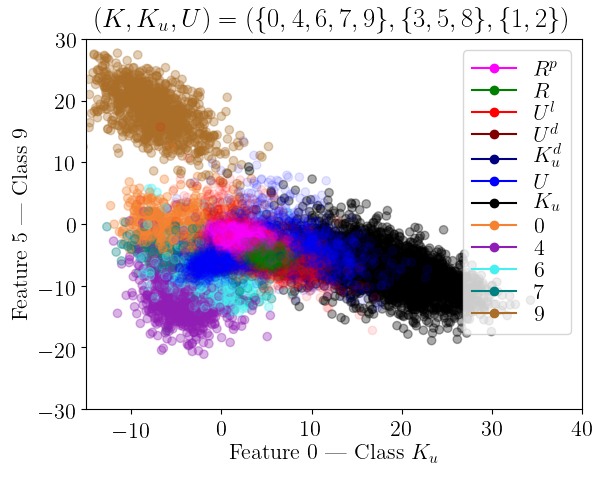 (K, K_u, U) = ({0, 4, 6, 7, 9}, {3, 5, 8}, {1, 2})
Feature 5 — Class 9
30
20
10
0
−10
−20
−30
R^p
R
U^l
U^d
K_u^d
U
K_u
0
4
6
7
9
−10
0
10
20
30
40
Feature 0 — Class K_u